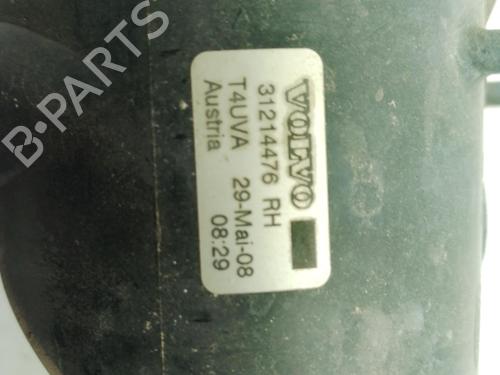 VOLVO
31214476 RH
T4UVA 29-Mai-08
Austria 08:29
B-PARTS